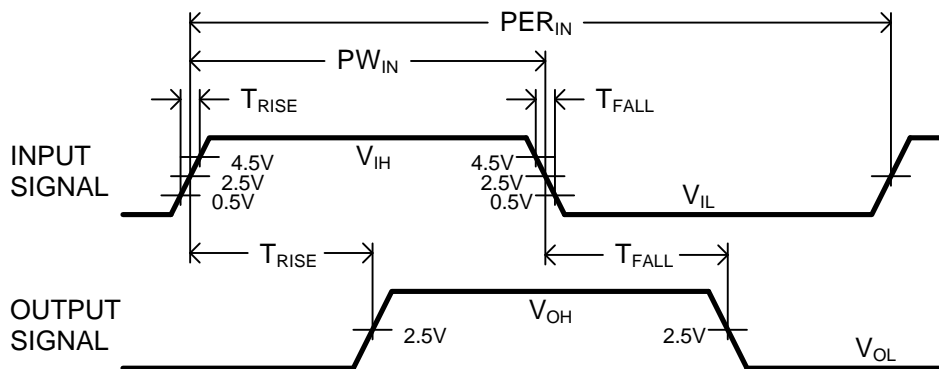 PER_IN
PW_IN
T_RISE
T_FALL
INPUT
SIGNAL
4.5V
V_IH
4.5V
2.5V
2.5V
0.5V
0.5V
V_IL
T_RISE
T_FALL
OUTPUT
SIGNAL
V_OH
2.5V
2.5V
V_OL